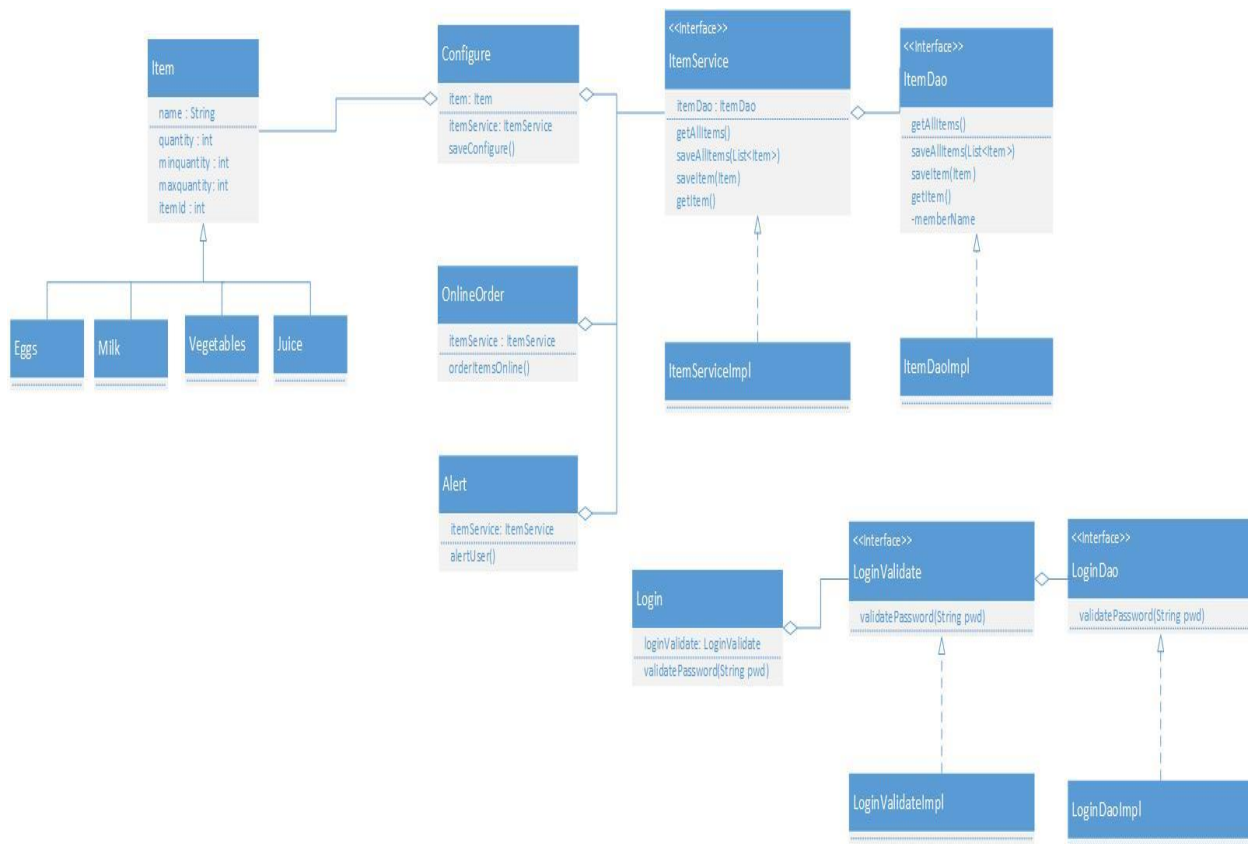 Item
name : String
quantity : int
minquantity : int
maxquantity: int
itemId : int
Eggs
Milk
Vegetables
Juice
Configure
item: Item
itemService: ItemService
saveConfigure()
OnlineOrder
itemService : ItemService
orderItemsOnline()
Alert
itemService: ItemService
alertUser()
<<Interface>>
ItemService
itemDao : ItemDao
getAllItems()
saveAllItems(List<Item>)
saveItem(Item)
getItem()
ItemServiceImpl
<<Interface>>
ItemDao
getAllItems()
saveAllItems(List<Item>)
saveItem(Item)
getItem()
-memberName
ItemDaoImpl
Login
loginValidate: LoginValidate
validatePassword(String pwd)
<<Interface>>
LoginValidate
validatePassword(String pwd)
LoginValidateImpl
<<Interface>>
LoginDao
validatePassword(String pwd)
LoginDaoImpl